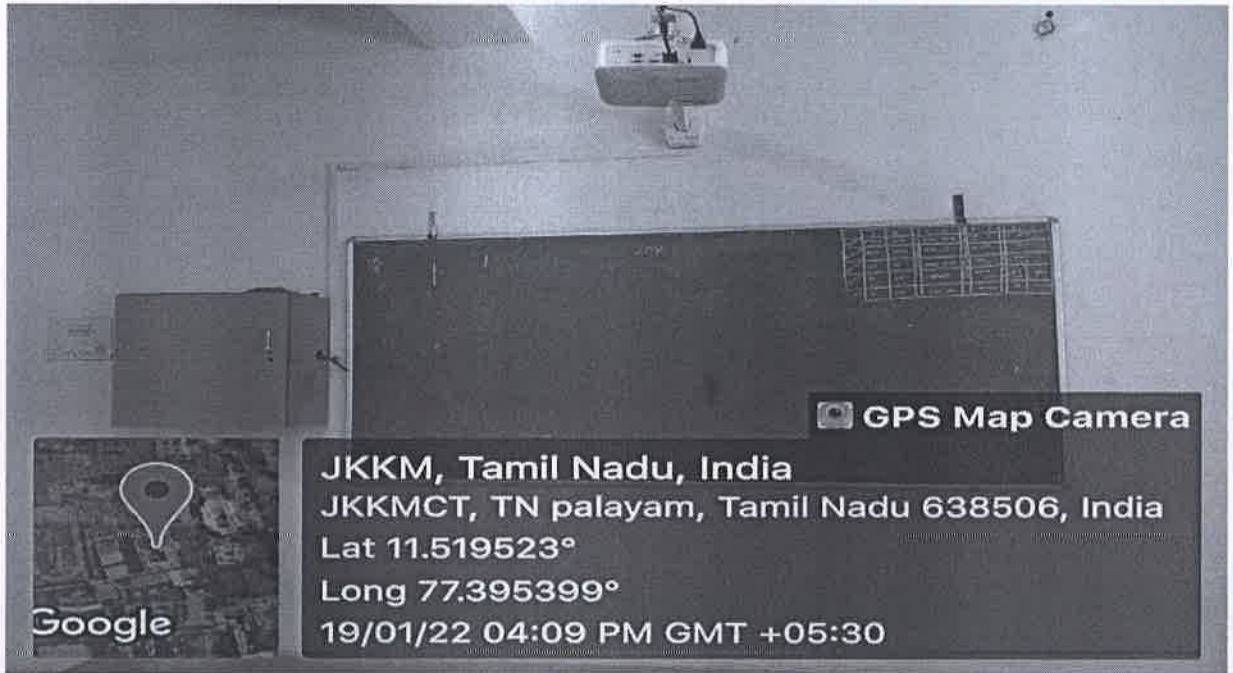 GPS Map Camera
JKKM, Tamil Nadu, India
JKKMCT, TN palayam, Tamil Nadu 638506, India
Lat 11.519523°
Long 77.395399°
19/01/22 04:09 PM GMT +05:30
Google